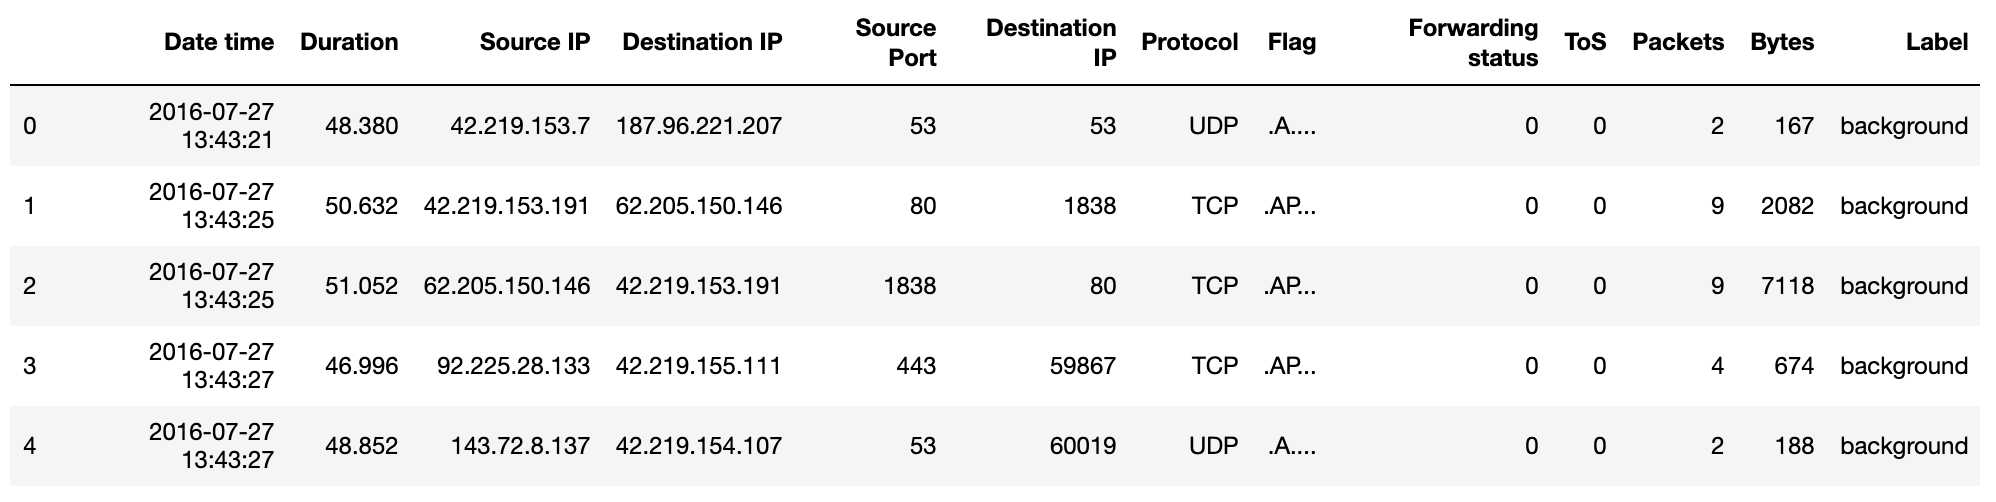 Date time Duration Source IP Destination IP Source Port Destination IP Protocol Flag Forwarding status ToS Packets Bytes Label
0 2016-07-27 13:43:21 48.380 42.219.153.7 187.96.221.207 53 53 UDP .A.... 0 0 2 167 background
1 2016-07-27 13:43:25 50.632 42.219.153.191 62.205.150.146 80 1838 TCP .AP... 0 0 9 2082 background
2 2016-07-27 13:43:25 51.052 62.205.150.146 42.219.153.191 1838 80 TCP .AP... 0 0 9 7118 background
3 2016-07-27 13:43:27 46.996 92.225.28.133 42.219.155.111 443 59867 TCP .AP... 0 0 4 674 background
4 2016-07-27 13:43:27 48.852 143.72.8.137 42.219.154.107 53 60019 UDP .A.... 0 0 2 188 background